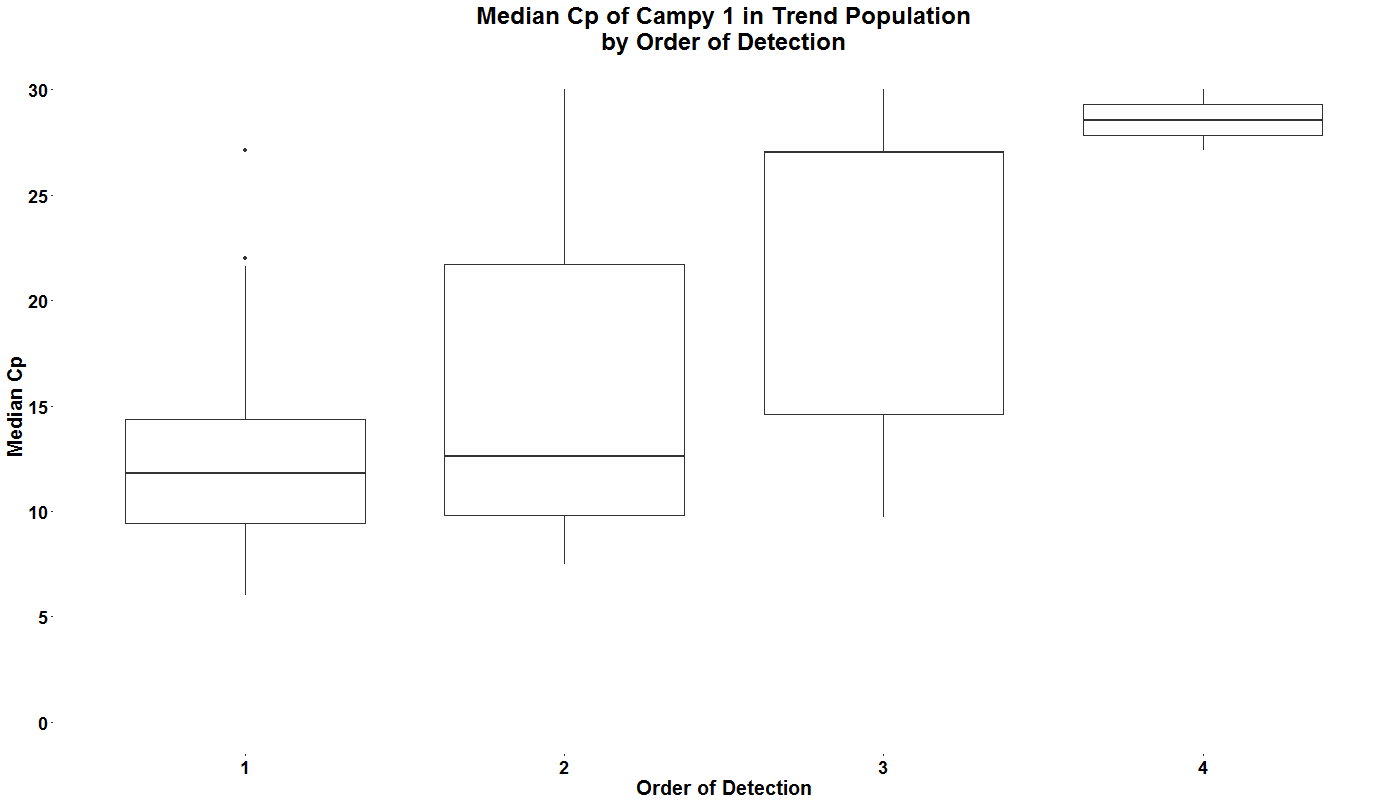 Median Cp of Campy 1 in Trend Population
by Order of Detection
30
25
20
15
10
5
0
Median Cp
1 2 3 4
Order of Detection